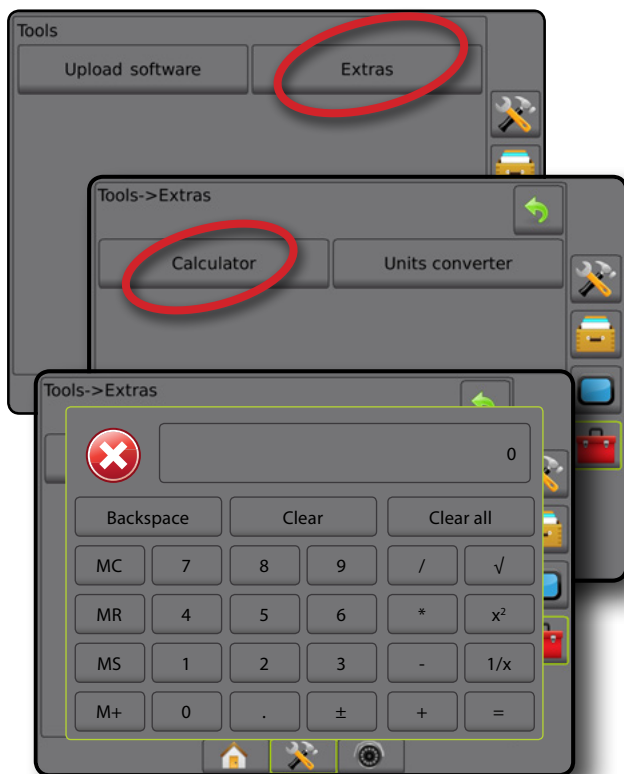 Tools
Upload software Extras
Tools->Extras
Calculator Units converter
Tools->Extras
0
Backspace Clear Clear all
MC 7 8 9 / √
MR 4 5 6 * x²
MS 1 2 3 - 1/x
M+ 0 . ± + =